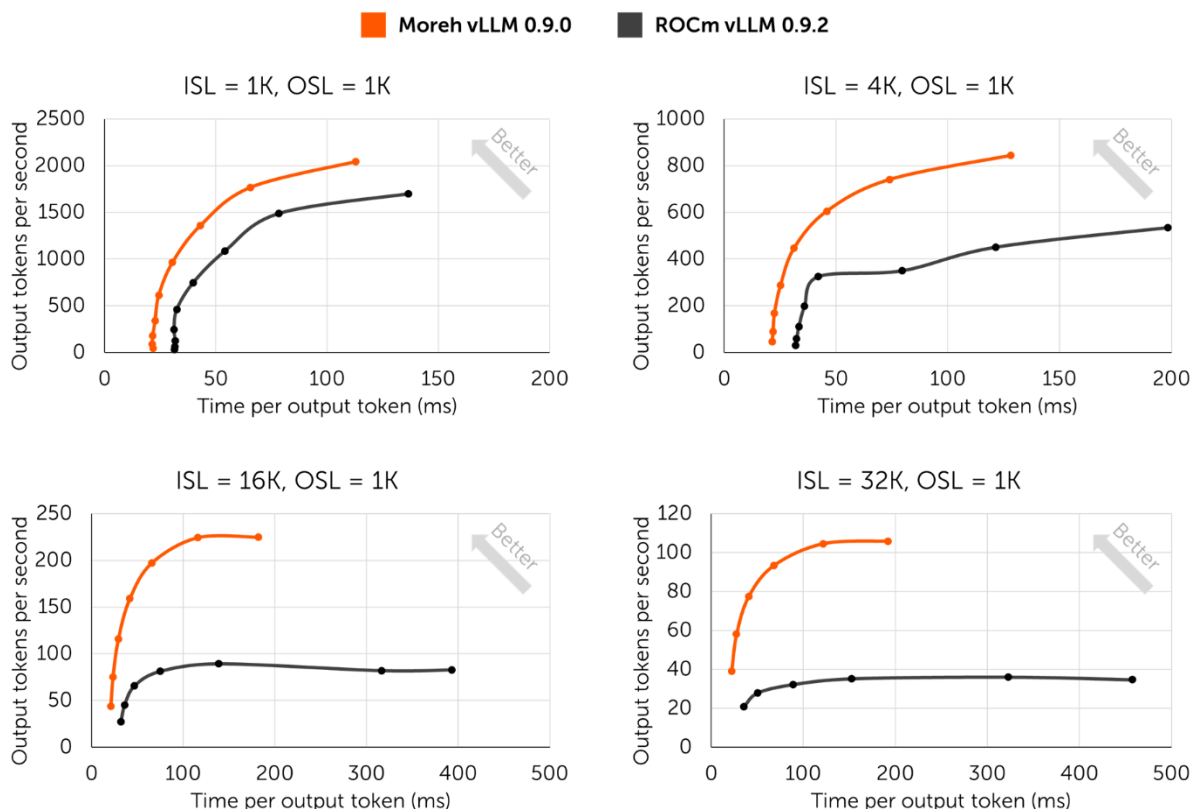 Moreh vLLM 0.9.0 ROCm vLLM 0.9.2
ISL = 1K, OSL = 1K
Output tokens per second
2500
2000
1500
1000
500
0
0 50 100 150 200
Time per output token (ms)
Better
ISL = 4K, OSL = 1K
Output tokens per second
1000
800
600
400
200
0
0 50 100 150 200
Time per output token (ms)
Better
ISL = 16K, OSL = 1K
Output tokens per second
250
200
150
100
50
0
0 100 200 300 400 500
Time per output token (ms)
Better
ISL = 32K, OSL = 1K
Output tokens per second
120
100
80
60
40
20
0
0 100 200 300 400 500
Time per output token (ms)
Better